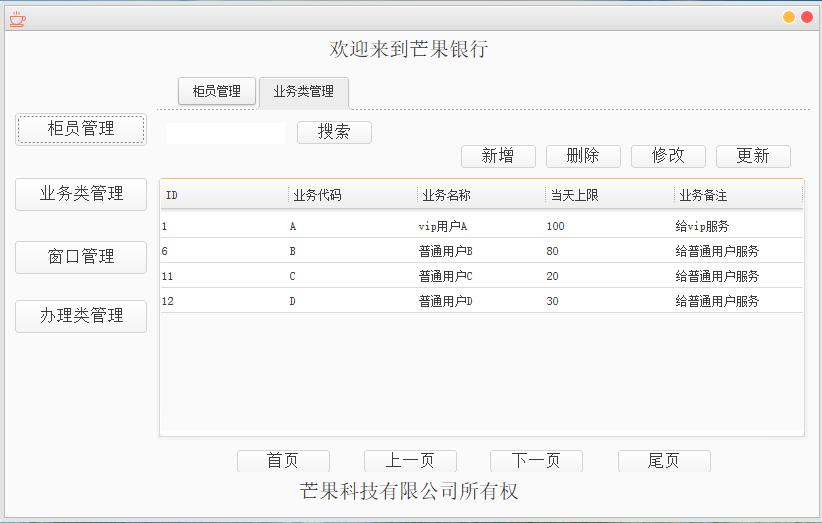 欢迎来到芒果银行
柜员管理 业务类管理
柜员管理
搜索
新增 删除 修改 更新
业务类管理
ID 业务代码 业务名称 当天上限 业务备注
1 A vip用户A 100 给vip服务
6 B 普通用户B 80 给普通用户服务
窗口管理
11 C 普通用户C 20 给普通用户服务
12 D 普通用户D 30 给普通用户服务
办理类管理
首页 上一页 下一页 尾页
芒果科技有限公司所有权